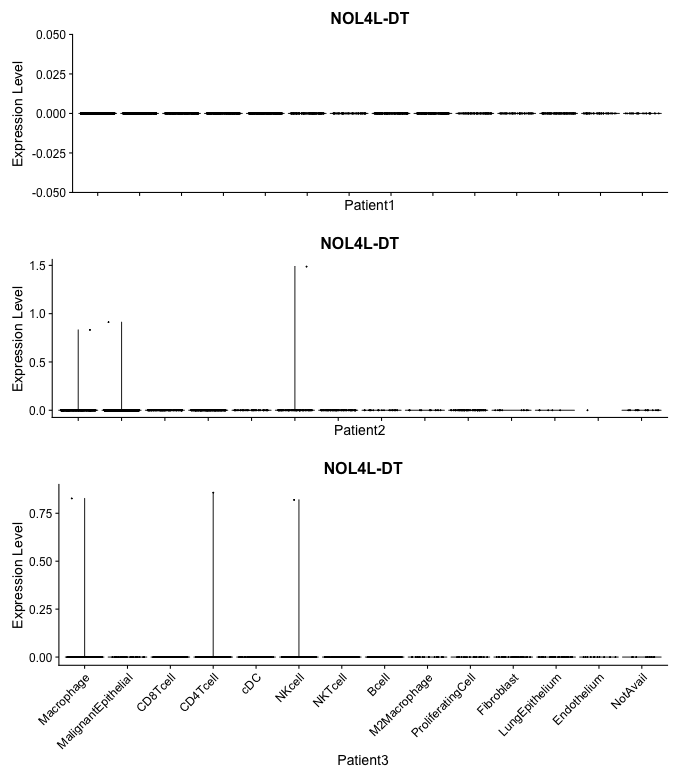 NOL4L-DT
0.050
0.025
0.000
-0.025
-0.050
Expression Level
Patient1
NOL4L-DT
1.5
1.0
0.5
0.0
Expression Level
Patient2
NOL4L-DT
0.75
0.50
0.25
0.00
Expression Level
Macrophage
MalignantEpithelial
CD8Tcell
CD4Tcell
cDC
NKcell
NKTcell
Bcell
M2Macrophage
ProliferatingCell
Fibroblast
LungEpithelium
Endothelium
NotAvail
Patient3